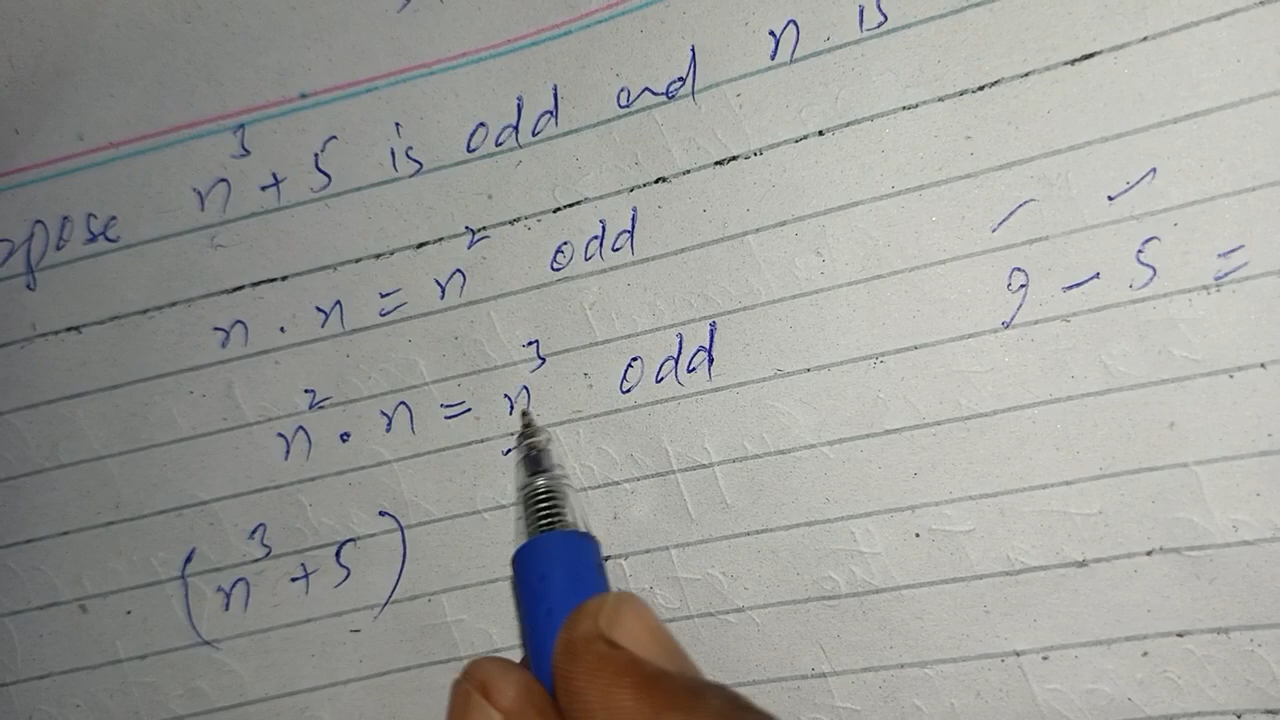 pose n³ + 5 is odd and n is
n · n = n² odd
n² · n = n³ odd
9 - 5 =
(n³ + 5)